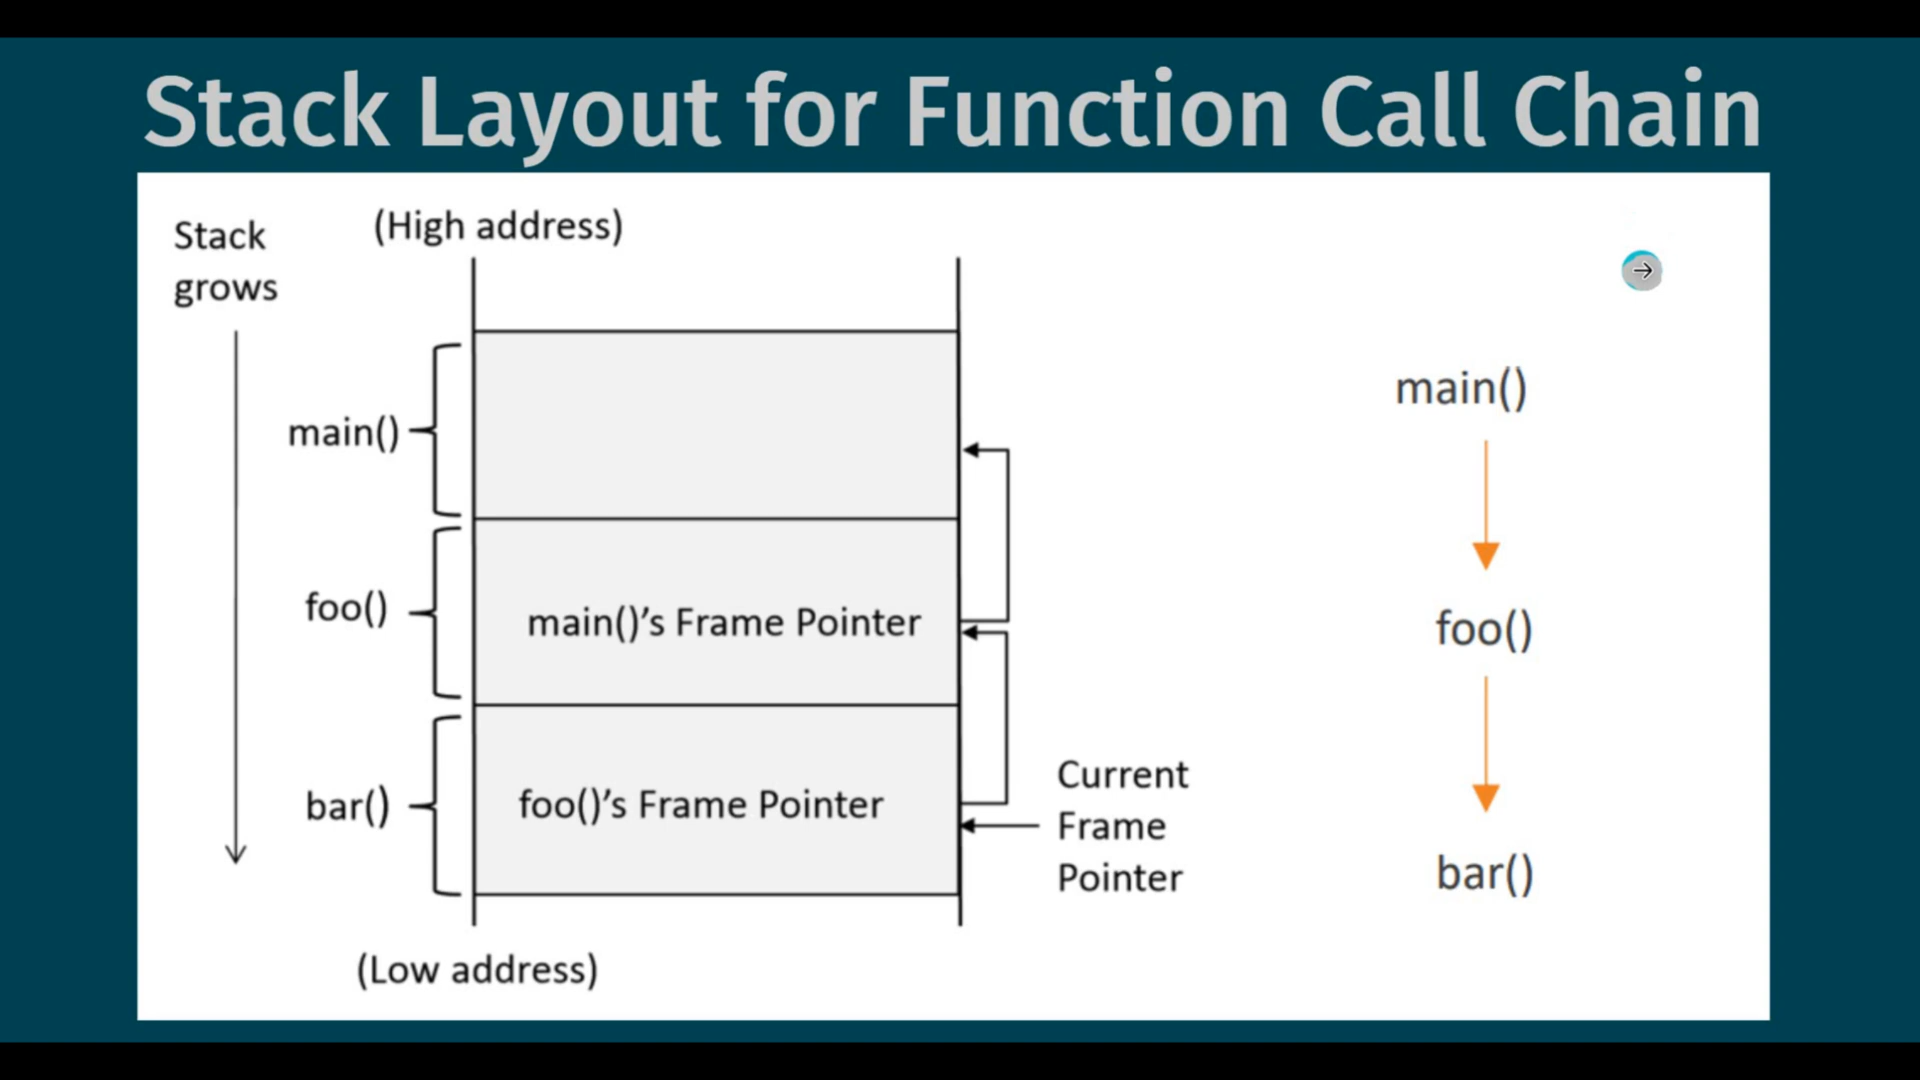 Stack Layout for Function Call Chain
Stack
grows
(High address)
main()
foo()
main()’s Frame Pointer
bar()
foo()’s Frame Pointer
Current
Frame
Pointer
(Low address)
main()
foo()
bar()